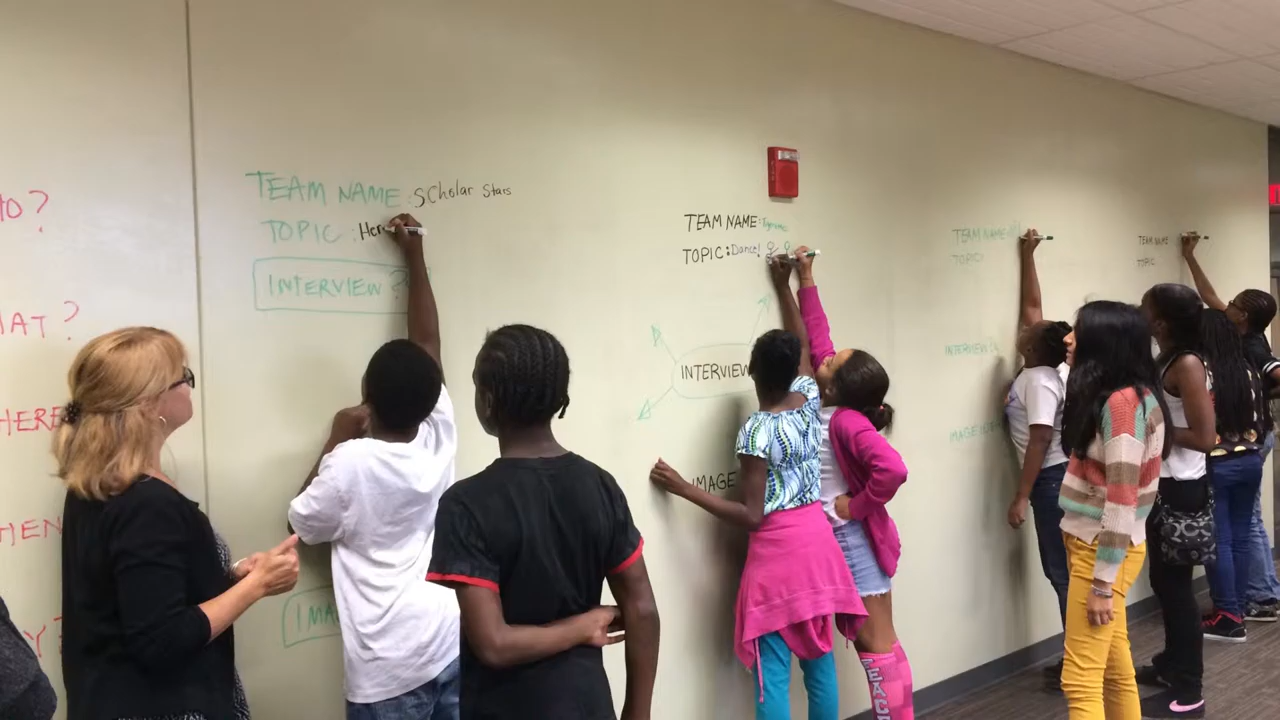 HO?
HAT?
HERE
HEN
Y?
TEAM NAME: SCholar Stars
TOPIC: Her
INTERVIEW?
IMA
TEAM NAME:
TOPIC: Dance!
INTERVIEW
IMAGE
TEAM NAME
TOPIC:
INTERVIEW
IMAGE
TEAM NAME
TOPIC
PEACE